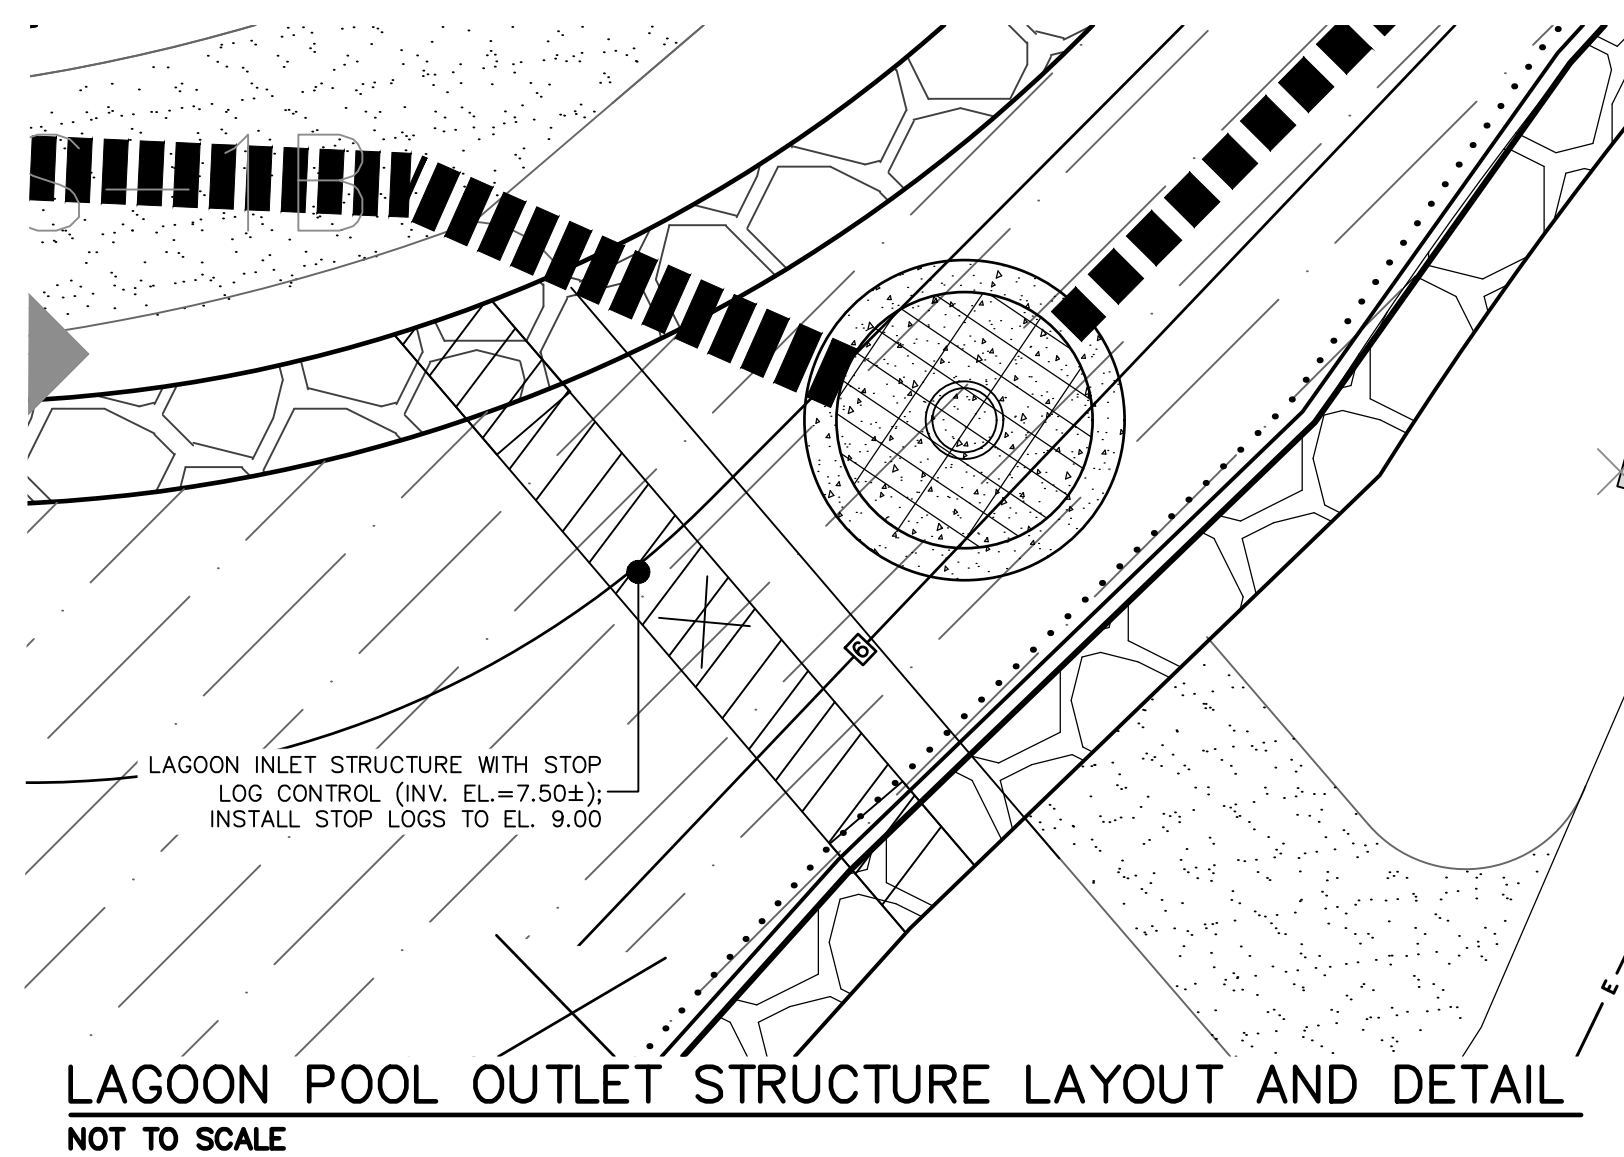 S-1B
6
LAGOON INLET STRUCTURE WITH STOP
LOG CONTROL (INV. EL.=7.50±);
INSTALL STOP LOGS TO EL. 9.00
E
LAGOON POOL OUTLET STRUCTURE LAYOUT AND DETAIL
NOT TO SCALE